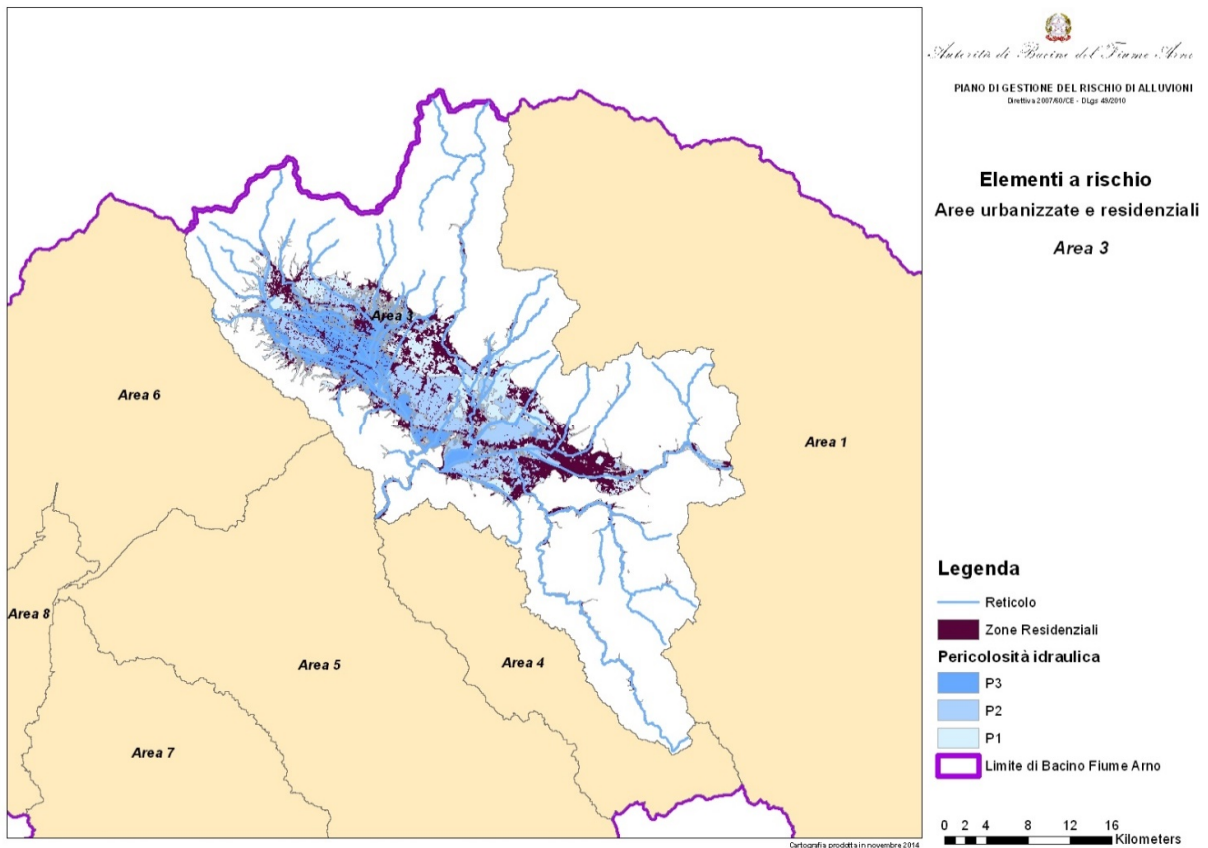 Autorità di Bacino del Fiume Arno
PIANO DI GESTIONE DEL RISCHIO DI ALLUVIONI
Direttiva 2007/60/CE - DLgs 49/2010
Elementi a rischio
Aree urbanizzate e residenziali
Area 3
Area 3
Area 6
Area 1
Area 8
Area 5
Area 4
Area 7
Legenda
Reticolo
Zone Residenziali
Pericolosità idraulica
P3
P2
P1
Limite di Bacino Fiume Arno
0 2 4 8 12 16
Kilometers
Cartografia prodotta in novembre 2014